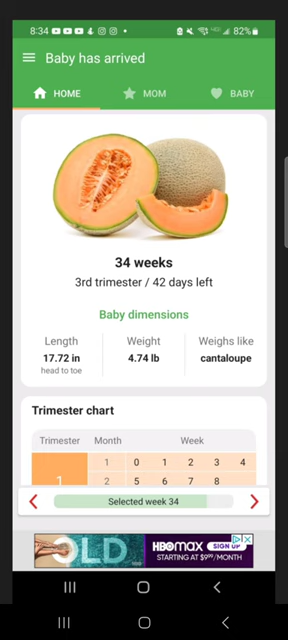 8:34
82%
Baby has arrived
HOME
MOM
BABY
34 weeks
3rd trimester / 42 days left
Baby dimensions
Length Weight Weighs like
17.72 in 4.74 lb cantaloupe
head to toe
Trimester chart
Trimester Month Week
1 1 0 1 2 3 4
2 5 6 7 8
Selected week 34
OLD
HBOMAX SIGN UP
STARTING AT $9.99/MONTH